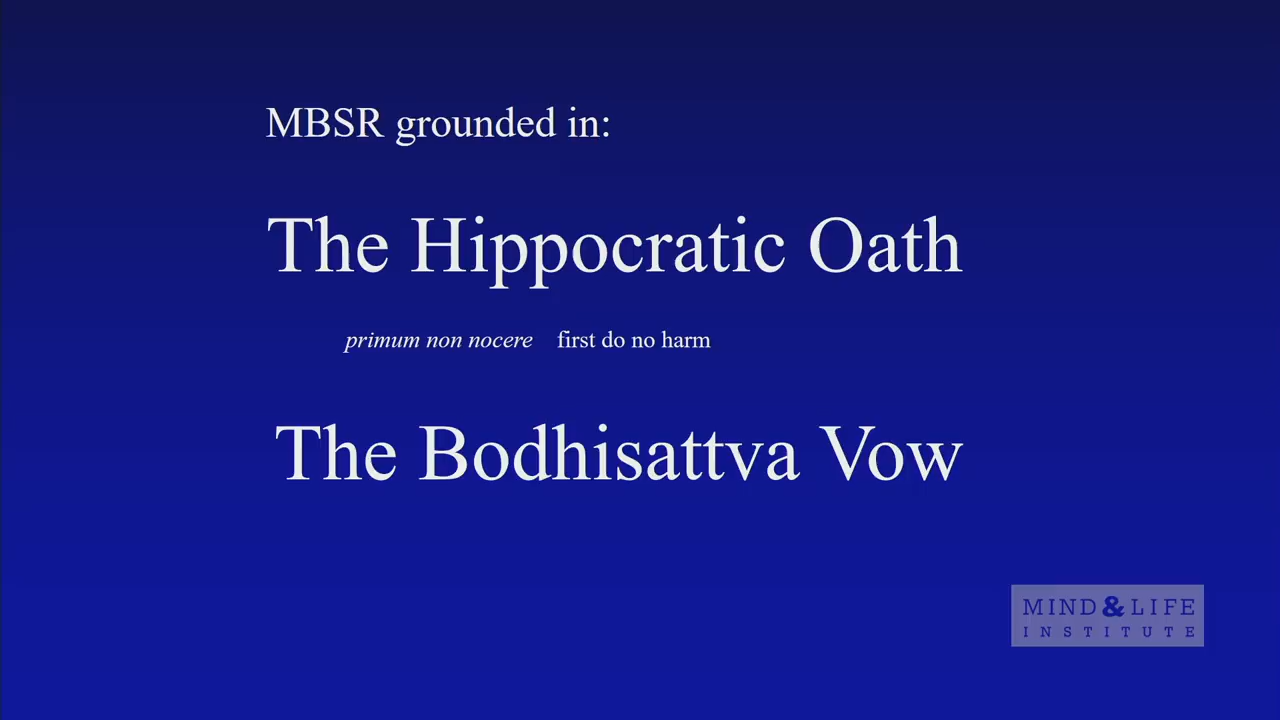 MBSR grounded in:
The Hippocratic Oath
primum non nocere first do no harm
The Bodhisattva Vow
MIND & LIFE
INSTITUTE